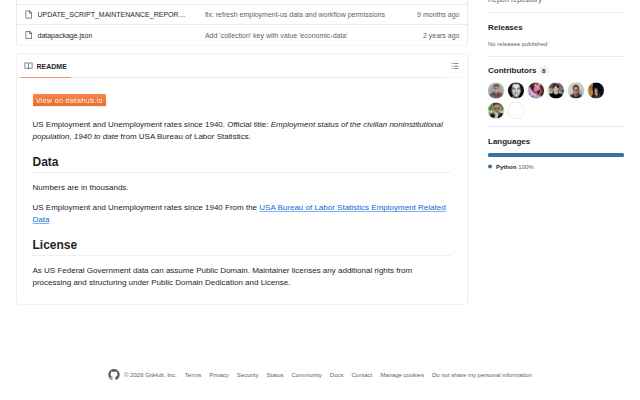 Report repository
UPDATE_SCRIPT_MAINTENANCE_REPOR... fix: refresh employment-us data and workflow permissions 9 months ago
datapackage.json Add 'collection' key with value 'economic-data' 2 years ago
README
View on datahub.io
US Employment and Unemployment rates since 1940. Official title: Employment status of the civilian noninstitutional
population, 1940 to date from USA Bureau of Labor Statistics.
Data
Numbers are in thousands.
US Employment and Unemployment rates since 1940 From the USA Bureau of Labor Statistics Employment Related
Data
License
As US Federal Government data can assume Public Domain. Maintainer licenses any additional rights from
processing and structuring under Public Domain Dedication and License.
Releases
No releases published
Contributors 8
Languages
Python 100%
© 2026 GitHub, Inc. Terms Privacy Security Status Community Docs Contact Manage cookies Do not share my personal information